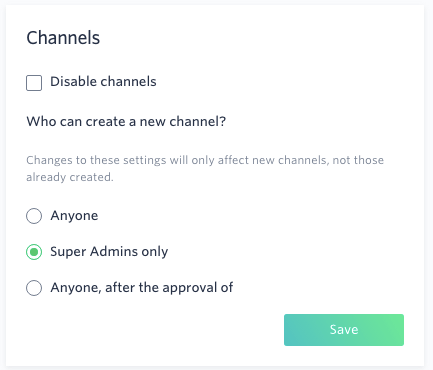 Channels
Disable channels
Who can create a new channel?
Changes to these settings will only affect new channels, not those
already created.
Anyone
Super Admins only
Anyone, after the approval of
Save